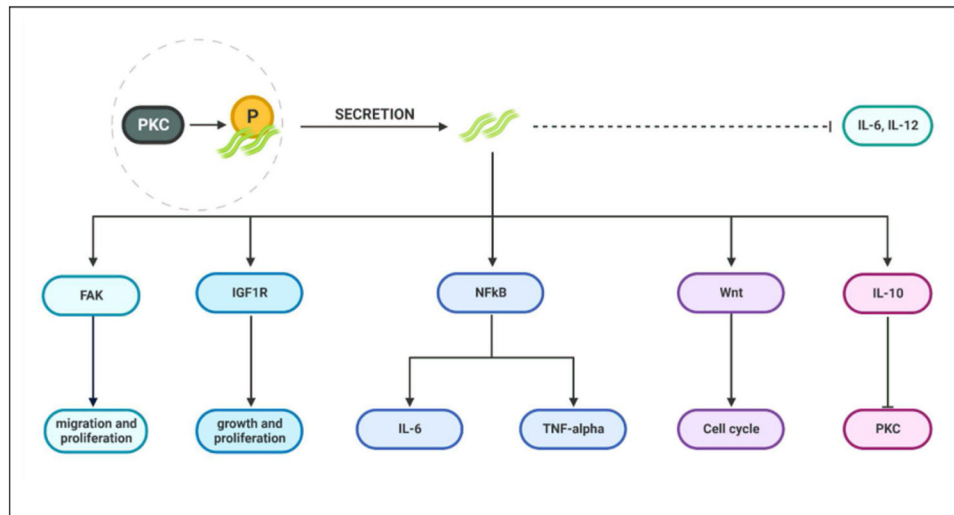 PKC
P
SECRETION
IL-6, IL-12
FAK
IGF1R
NFkB
Wnt
IL-10
migration and
proliferation
growth and
proliferation
IL-6
TNF-alpha
Cell cycle
PKC